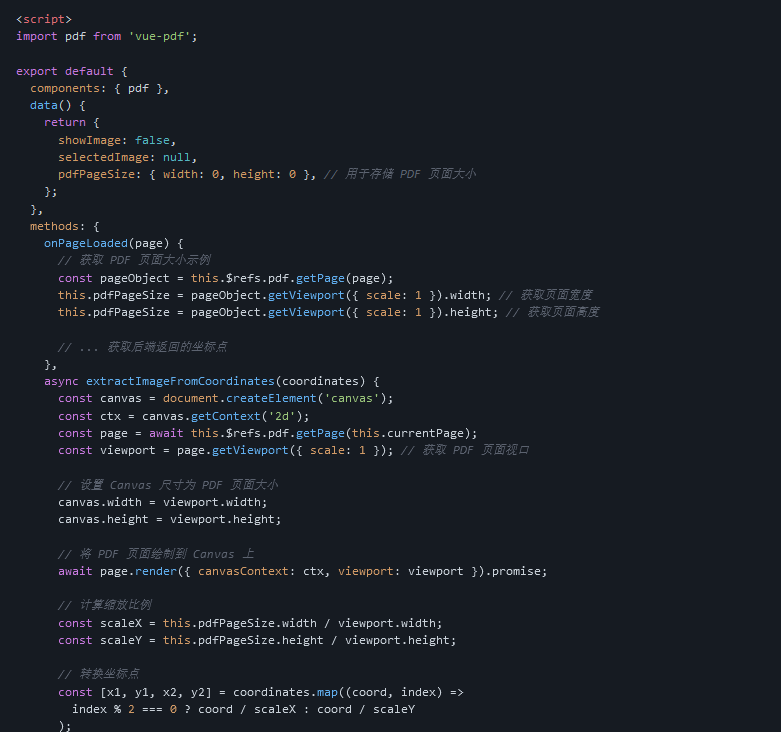 <script>
import pdf from 'vue-pdf';

export default {
  components: { pdf },
  data() {
    return {
      showImage: false,
      selectedImage: null,
      pdfPageSize: { width: 0, height: 0 }, // 用于存储 PDF 页面大小
    };
  },
  methods: {
    onPageLoaded(page) {
      // 获取 PDF 页面大小示例
      const pageObject = this.$refs.pdf.getPage(page);
      this.pdfPageSize = pageObject.getViewport({ scale: 1 }).width; // 获取页面宽度
      this.pdfPageSize = pageObject.getViewport({ scale: 1 }).height; // 获取页面高度

      // ... 获取后端返回的坐标点
    },
    async extractImageFromCoordinates(coordinates) {
      const canvas = document.createElement('canvas');
      const ctx = canvas.getContext('2d');
      const page = await this.$refs.pdf.getPage(this.currentPage);
      const viewport = page.getViewport({ scale: 1 }); // 获取 PDF 页面视口

      // 设置 Canvas 尺寸为 PDF 页面大小
      canvas.width = viewport.width;
      canvas.height = viewport.height;

      // 将 PDF 页面绘制到 Canvas 上
      await page.render({ canvasContext: ctx, viewport: viewport }).promise;

      // 计算缩放比例
      const scaleX = this.pdfPageSize.width / viewport.width;
      const scaleY = this.pdfPageSize.height / viewport.height;

      // 转换坐标点
      const [x1, y1, x2, y2] = coordinates.map((coord, index) =>
        index % 2 === 0 ? coord / scaleX : coord / scaleY
      );